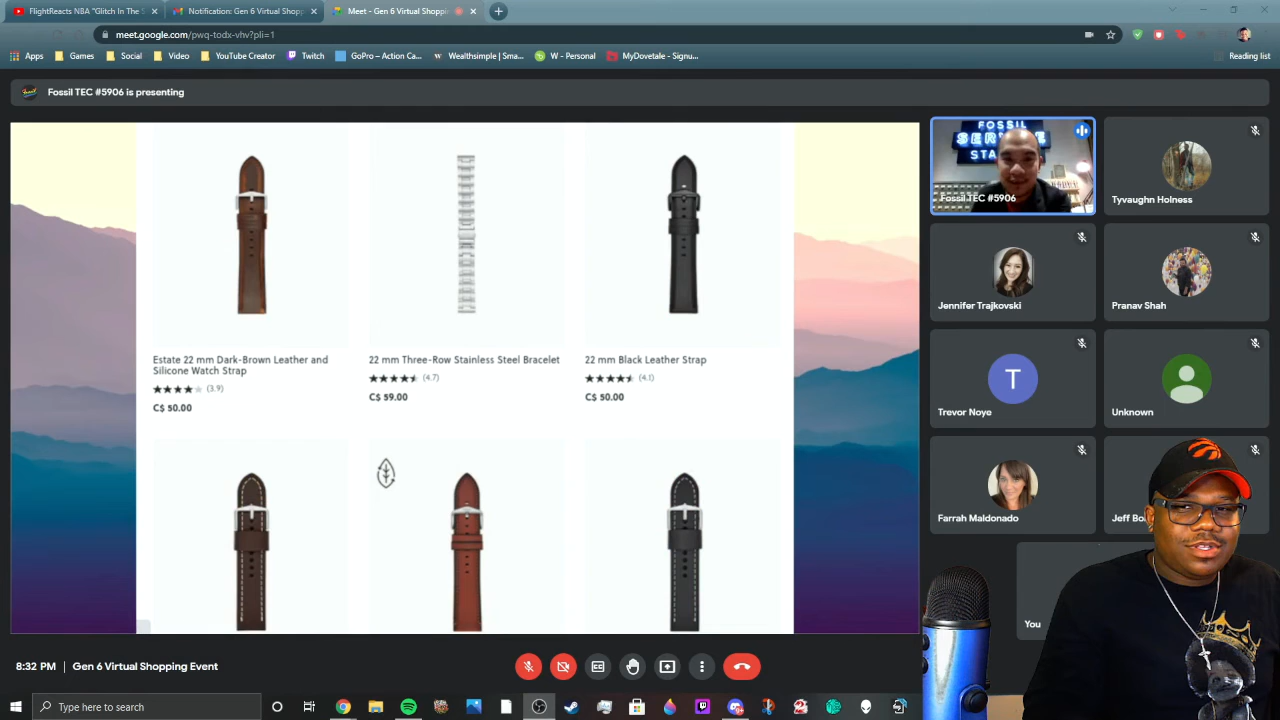 FlightReacts NBA "Glitch In The S
Notification: Gen 6 Virtual Shopp
Meet - Gen 6 Virtual Shoppi
meet.google.com/pwq-todx-vhv?pli=1
Apps
Games
Social
Video
YouTube Creator
Twitch
GoPro – Action Ca...
Wealthsimple | Sma...
W - Personal
MyDovetale - Signu...
Reading list
Fossil TEC #5906 is presenting
Estate 22 mm Dark-Brown Leather and
Silicone Watch Strap
(3.9)
C$ 50.00
22 mm Three-Row Stainless Steel Bracelet
(4.7)
C$ 59.00
22 mm Black Leather Strap
(4.1)
C$ 50.00
FOSSIL
Fossil TEC #5906
Tyvaughn Holness
Jennifer Trajkovski
Pranav Shah
T
Trevor Noye
Unknown
Farrah Maldonado
Jeff Bo
You
8:32 PM | Gen 6 Virtual Shopping Event
Type here to search